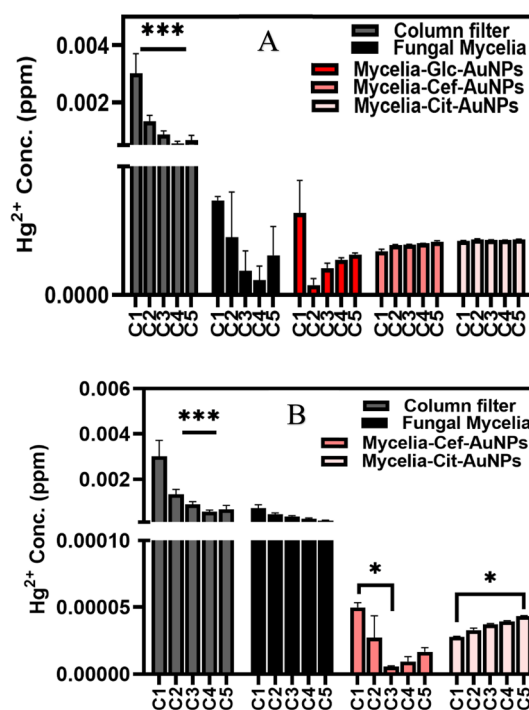 A
Column filter
Fungal Mycelia
Mycelia-Glc-AuNPs
Mycelia-Cef-AuNPs
Mycelia-Cit-AuNPs
***
Hg²⁺ Conc. (ppm)
0.004
0.002
0.0000
C1 C2 C3 C4 C5 C1 C2 C3 C4 C5 C1 C2 C3 C4 C5 C1 C2 C3 C4 C5 C1 C2 C3 C4 C5
B
Column filter
Fungal Mycelia
Mycelia-Cef-AuNPs
Mycelia-Cit-AuNPs
***
*
*
Hg²⁺ Conc. (ppm)
0.006
0.004
0.002
0.00010
0.00005
0.00000
C1 C2 C3 C4 C5 C1 C2 C3 C4 C5 C1 C2 C3 C4 C5 C1 C2 C3 C4 C5